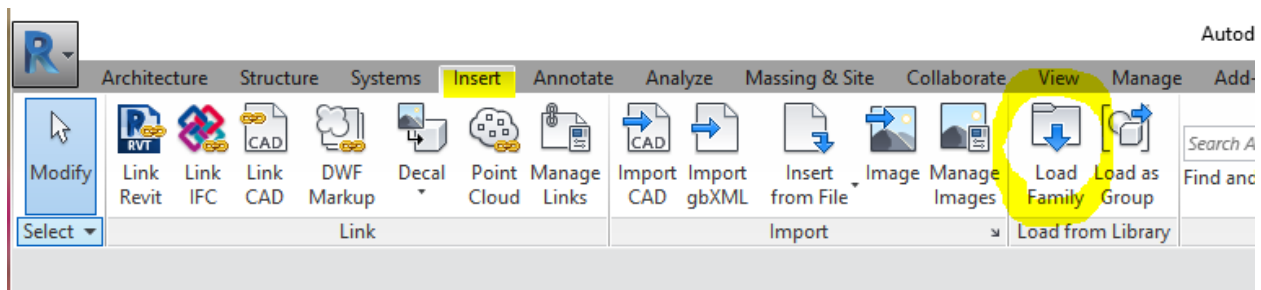 Autod
Architecture Structure Systems Insert Annotate Analyze Massing & Site Collaborate View Manage Add-
R RVT CAD CAD Search A
Modify Link Link Link DWF Decal Point Manage Import Import Insert Image Manage Load Load as Find and
Revit IFC CAD Markup Cloud Links CAD gbXML from File Images Family Group
Select Link Import Load from Library